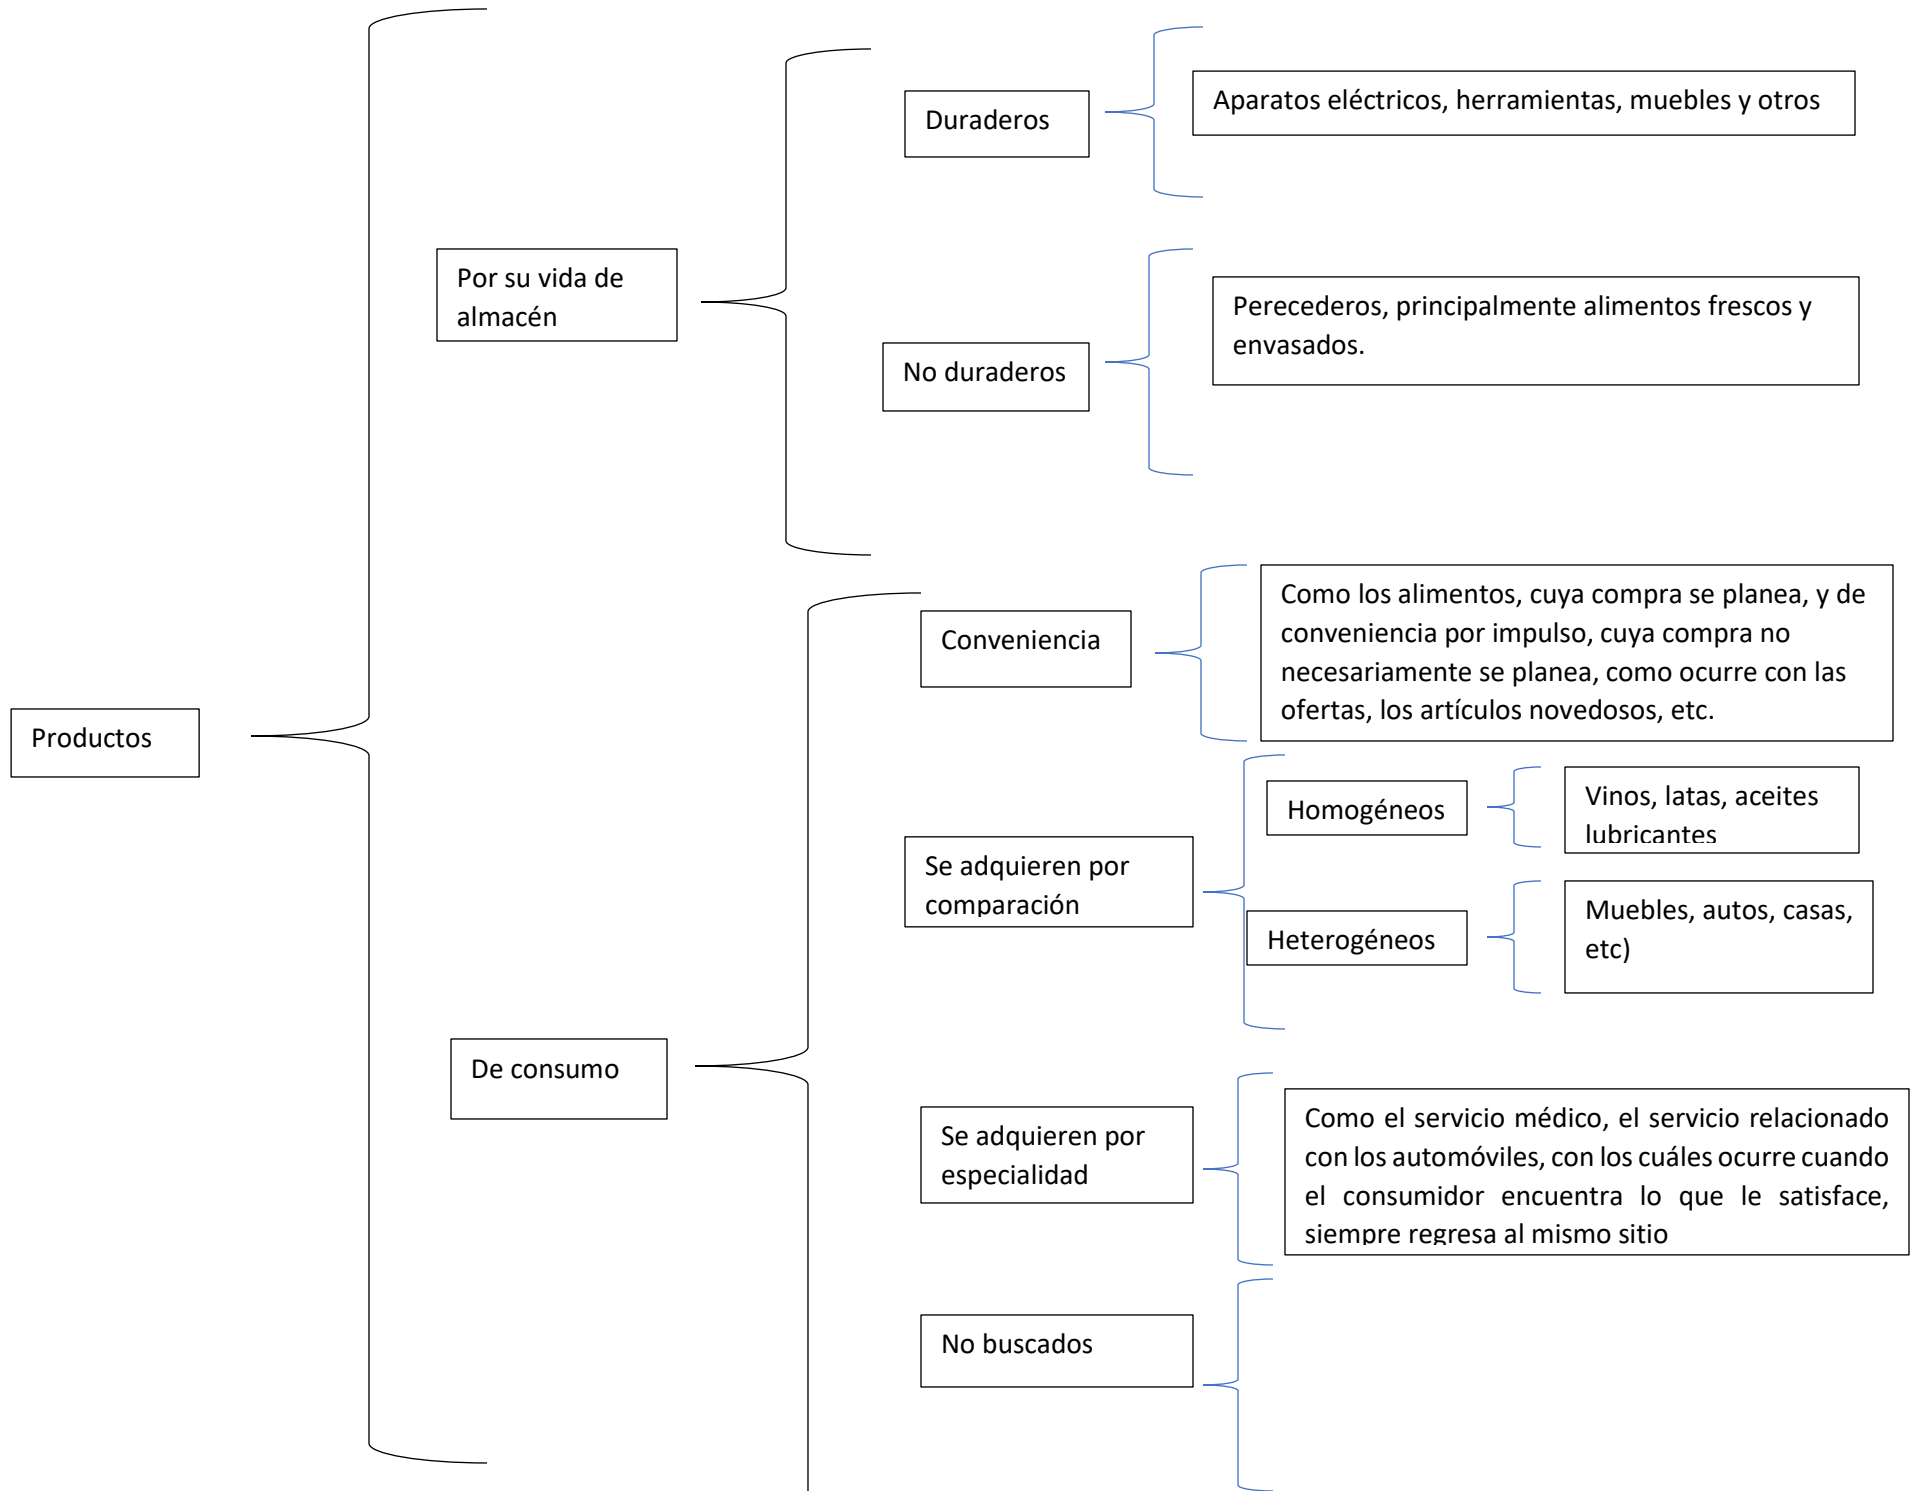 Productos
Por su vida de
almacén
Duraderos
Aparatos eléctricos, herramientas, muebles y otros
No duraderos
Perecederos, principalmente alimentos frescos y
envasados.
De consumo
Conveniencia
Como los alimentos, cuya compra se planea, y de
conveniencia por impulso, cuya compra no
necesariamente se planea, como ocurre con las
ofertas, los artículos novedosos, etc.
Se adquieren por
comparación
Homogéneos
Vinos, latas, aceites
lubricantes
Heterogéneos
Muebles, autos, casas,
etc)
Se adquieren por
especialidad
Como el servicio médico, el servicio relacionado
con los automóviles, con los cuáles ocurre cuando
el consumidor encuentra lo que le satisface,
siempre regresa al mismo sitio
No buscados